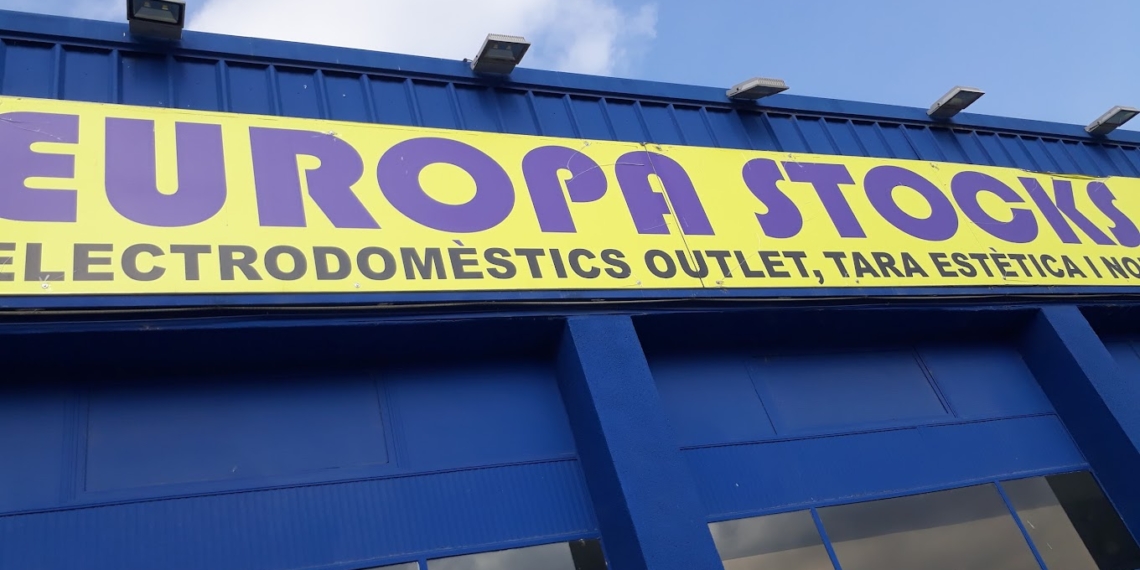 EUROPA STOCKS
ELECTRODOMÈSTICS OUTLET, TARA ESTÈTICA I